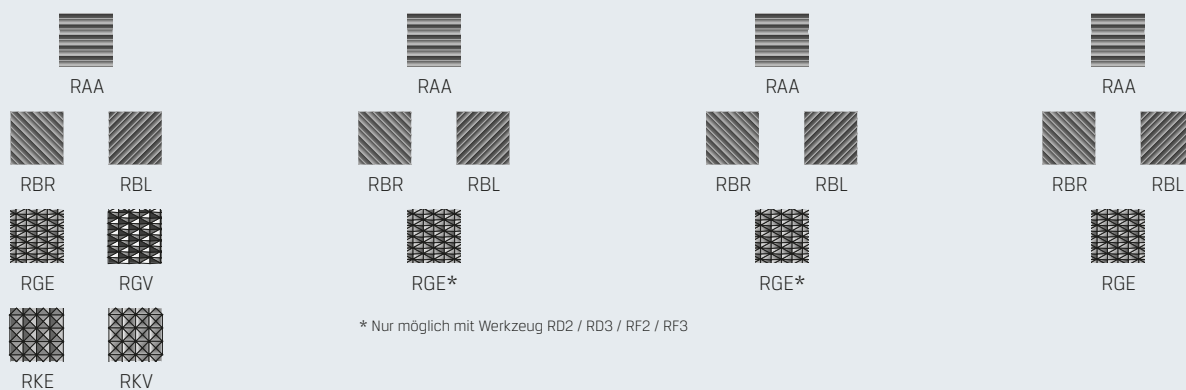 RAA RAA RAA RAA
RBR RBL RBR RBL RBR RBL RBR RBL
RGE RGV RGE* RGE* RGE
* Nur möglich mit Werkzeug RD2 / RD3 / RF2 / RF3
RKE RKV